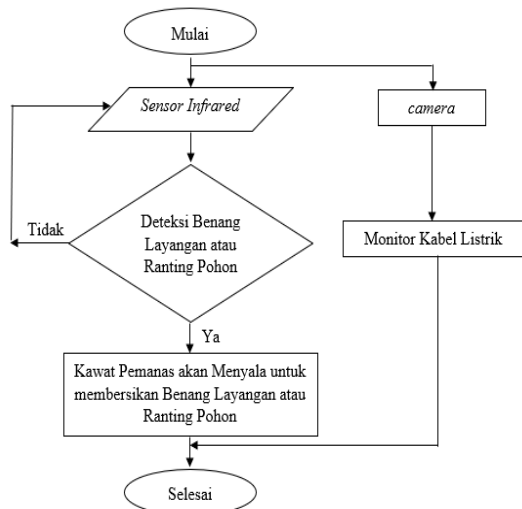 Mulai
Sensor Infrared
camera
Tidak
Deteksi Benang
Layangan atau
Ranting Pohon
Monitor Kabel Listrik
Ya
Kawat Pemanas akan Menyala untuk
membersikan Benang Layangan atau
Ranting Pohon
Selesai